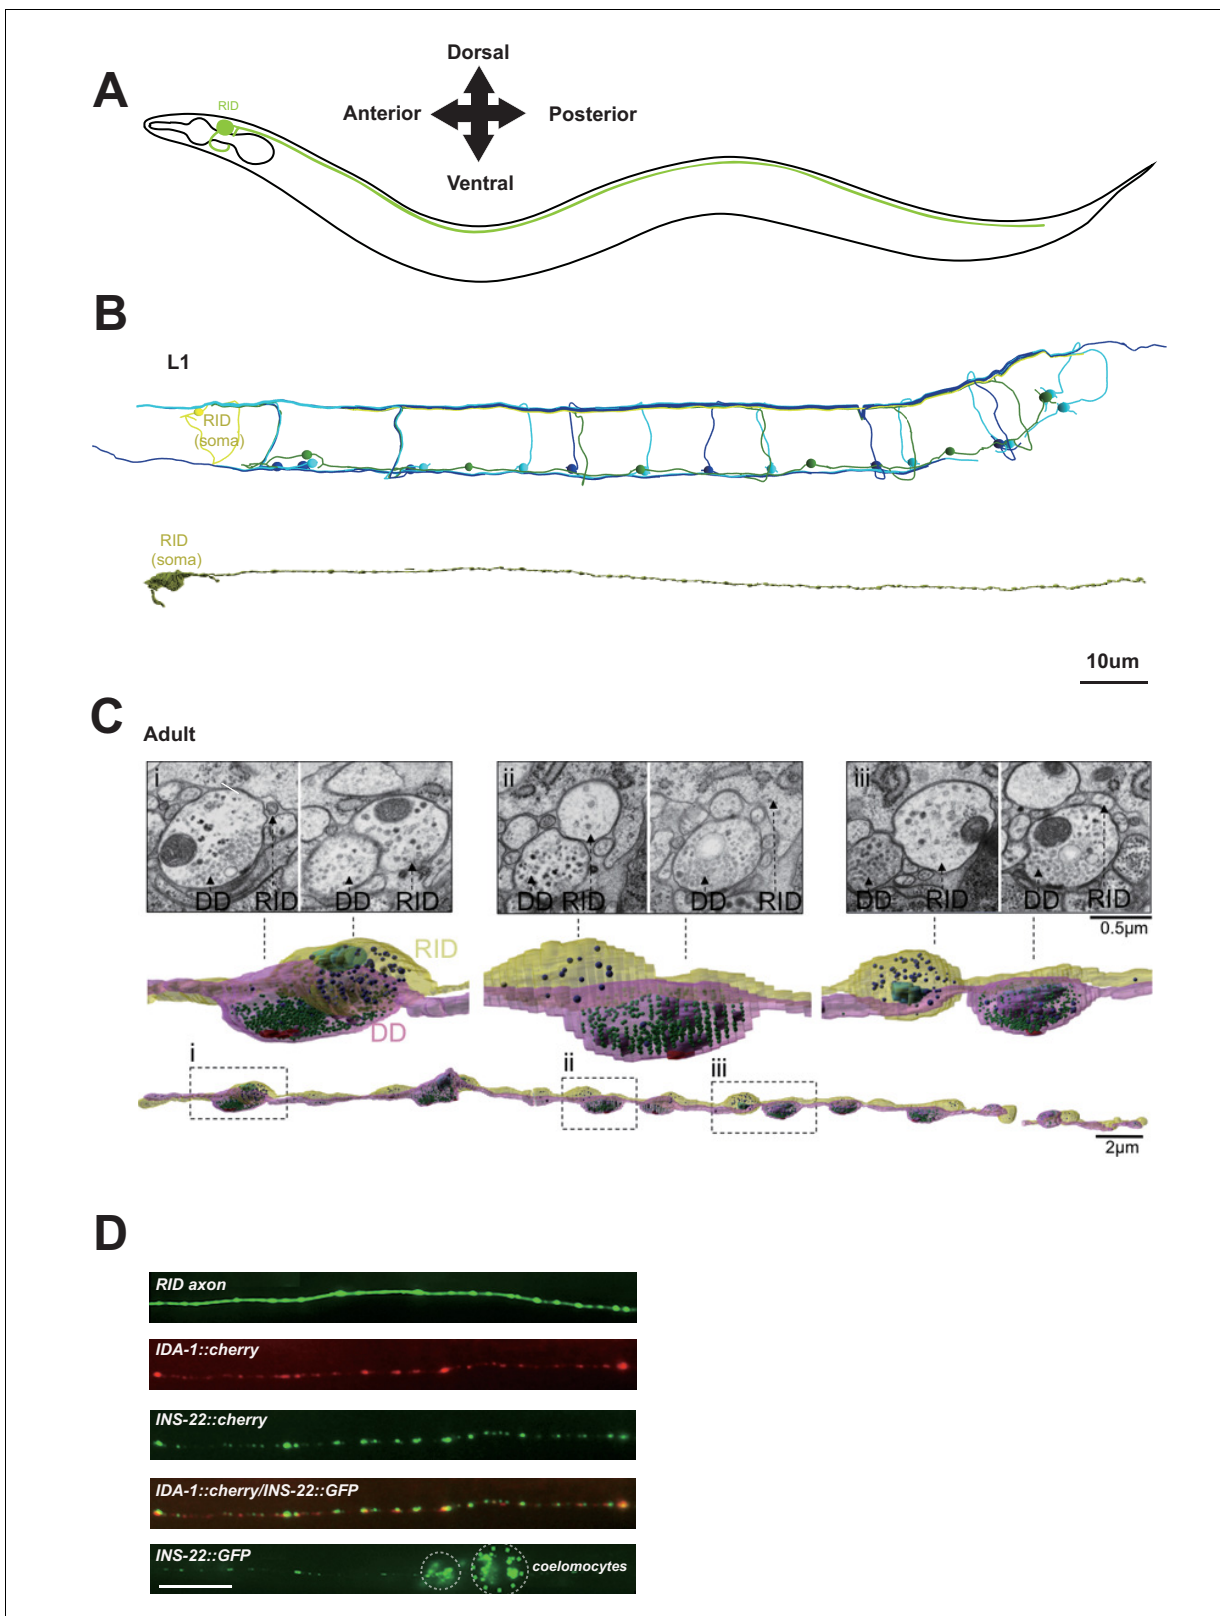 A
Dorsal
RID
Anterior
Posterior
Ventral
B
L1
RID
(soma)
RID
(soma)
10um
C
Adult
i
ii
iii
DD RID DD RID
DD RID DD RID
DD RID DD RID
0.5µm
RID
DD
i
ii
iii
2µm
D
RID axon
IDA-1::cherry
INS-22::cherry
IDA-1::cherry/INS-22::GFP
INS-22::GFP
coelomocytes